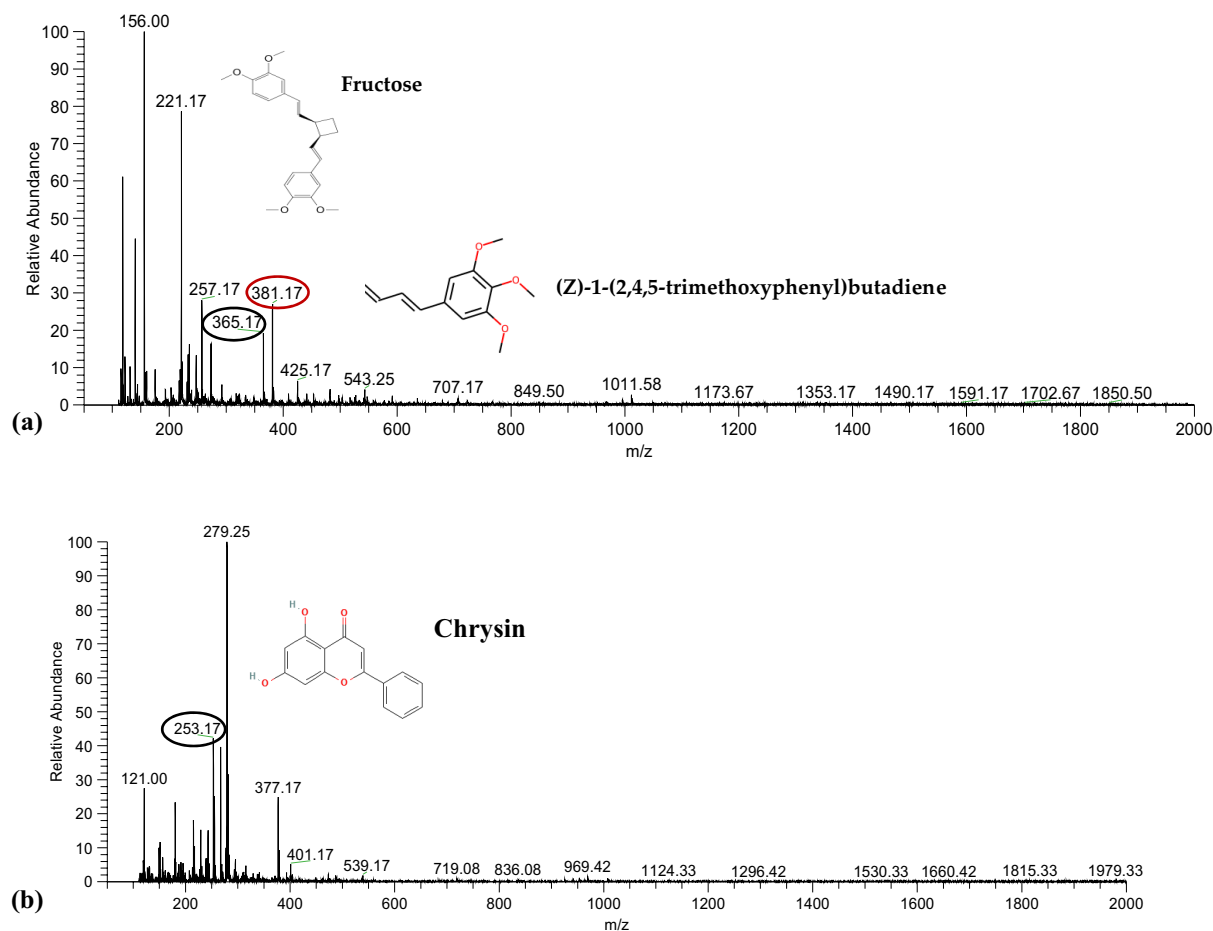 156.00
100
90
80
70
60
50
40
30
20
10
0
Relative Abundance
221.17
Fructose
257.17
381.17
365.17
(Z)-1-(2,4,5-trimethoxyphenyl)butadiene
425.17
543.25
707.17
849.50
1011.58
1173.67
1353.17
1490.17
1591.17
1702.67
1850.50
O
O
O
O
O
O
O
(a)
200 400 600 800 1000 1200 1400 1600 1800 2000
m/z
279.25
100
90
80
70
60
50
40
30
20
10
0
Relative Abundance
H O O
H O O
Chrysin
253.17
121.00
377.17
401.17
539.17
719.08
836.08
969.42
1124.33
1296.42
1530.33
1660.42
1815.33
1979.33
(b)
200 400 600 800 1000 1200 1400 1600 1800 2000
m/z